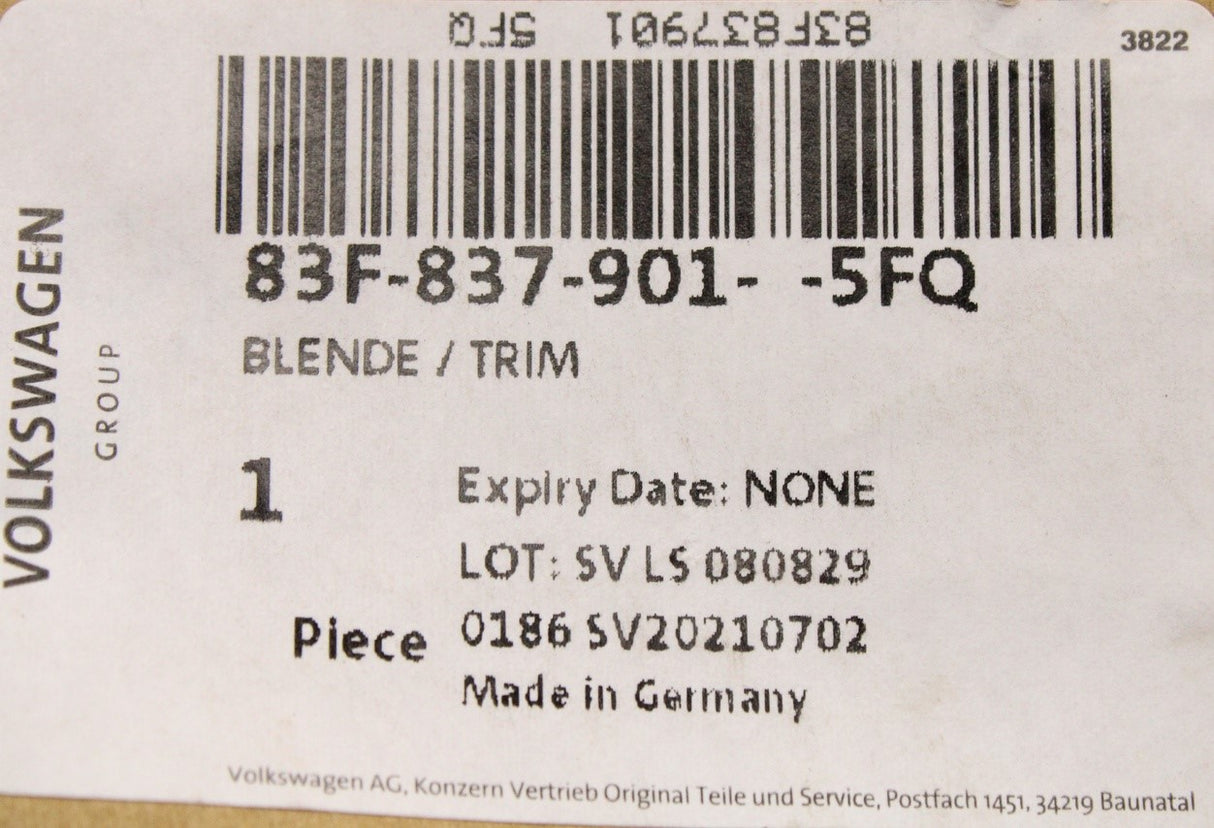 83F837901 5FQ
3822
83F-837-901- -5FQ
BLENDE / TRIM
1
Expiry Date: NONE
LOT: SV LS 080829
Piece
0186 SV20210702
Made in Germany
VOLKSWAGEN
GROUP
Volkswagen AG, Konzern Vertrieb Original Teile und Service, Postfach 1451, 34219 Baunatal